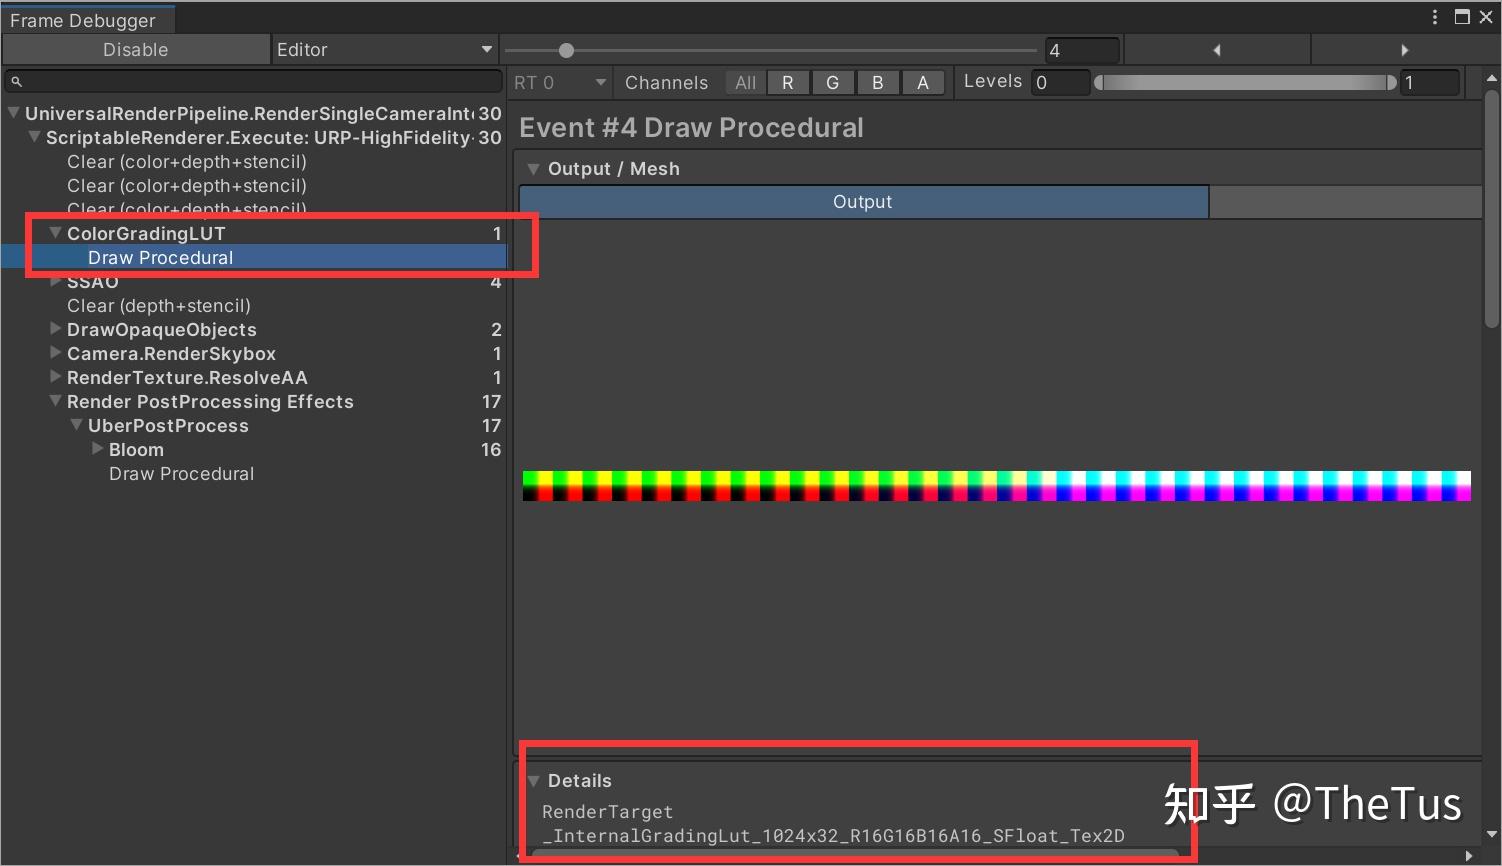 Frame Debugger
Disable
Editor
4
RT 0
Channels
All
R
G
B
A
Levels
0
1
UniversalRenderPipeline.RenderSingleCameraInt 30
ScriptableRenderer.Execute: URP-HighFidelity- 30
Clear (color+depth+stencil)
Clear (color+depth+stencil)
Clear (color+depth+stencil)
ColorGradingLUT 1
Draw Procedural
SSAO 4
Clear (depth+stencil)
DrawOpaqueObjects 2
Camera.RenderSkybox 1
RenderTexture.ResolveAA 1
Render PostProcessing Effects 17
UberPostProcess 17
Bloom 16
Draw Procedural
Event #4 Draw Procedural
Output / Mesh
Output
Details
RenderTarget
_InternalGradingLut_1024x32_R16G16B16A16_SFloat_Tex2D
知乎 @TheTus